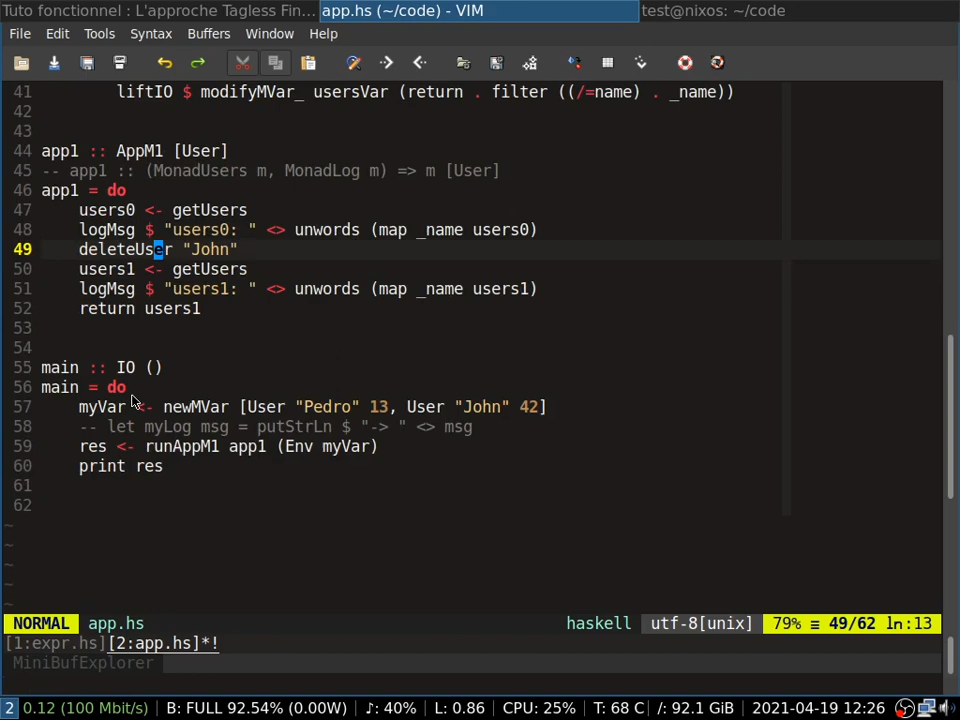 Tuto fonctionnel : L'approche Tagless Fin... app.hs (~/code) - VIM test@nixos: ~/code
File Edit Tools Syntax Buffers Window Help
41 liftIO $ modifyMVar_ usersVar (return . filter ((/=name) . _name))
42
43
44 app1 :: AppM1 [User]
45 -- app1 :: (MonadUsers m, MonadLog m) => m [User]
46 app1 = do
47 users0 <- getUsers
48 logMsg $ "users0: " <> unwords (map _name users0)
49 deleteUser "John"
50 users1 <- getUsers
51 logMsg $ "users1: " <> unwords (map _name users1)
52 return users1
53
54
55 main :: IO ()
56 main = do
57 myVar <- newMVar [User "Pedro" 13, User "John" 42]
58 -- let myLog msg = putStrLn $ "-> " <> msg
59 res <- runAppM1 app1 (Env myVar)
60 print res
61
62
~
~
~
~
~
NORMAL app.hs haskell utf-8[unix] 79% ≡ 49/62 ln:13
[1:expr.hs][2:app.hs]*!
MiniBufExplorer
2 0.12 (100 Mbit/s) B: FULL 92.54% (0.00W) ♪: 40% L: 0.86 CPU: 25% T: 68 C /: 92.1 GiB 2021-04-19 12:26